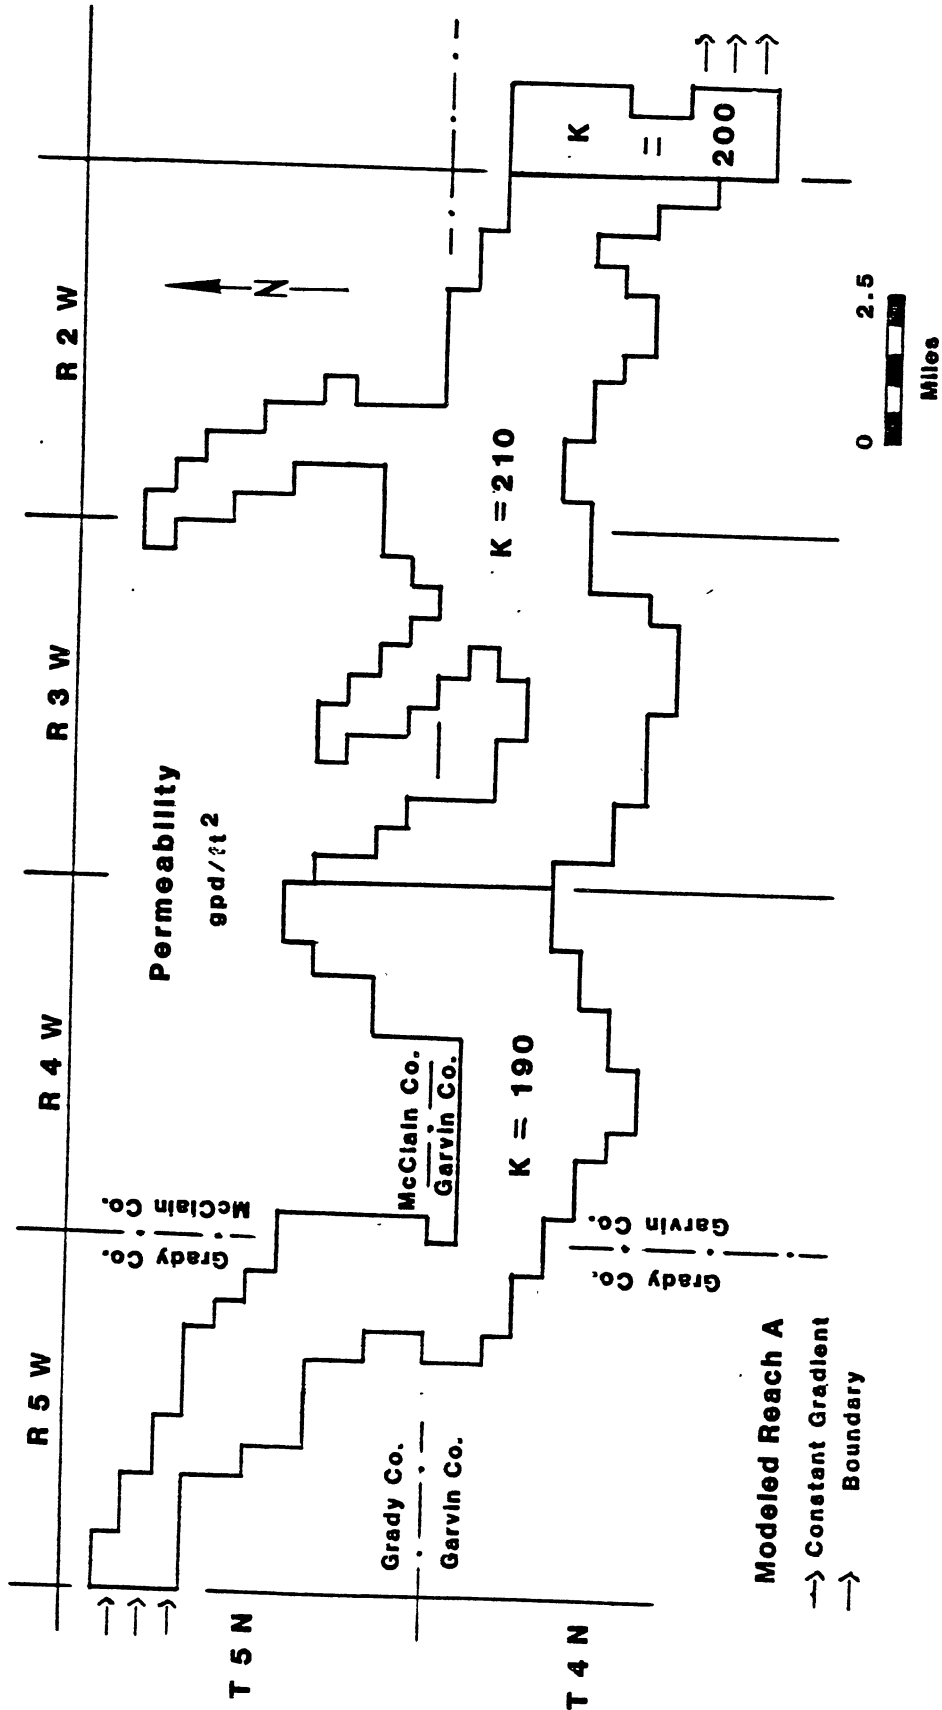 R 5 W
R 4 W
R 3 W
R 2 W
Permeability
gpd/ft²
N
T 5 N
T 4 N
Grady Co.
McClain Co.
McClain Co.
Garvin Co.
Grady Co.
Garvin Co.
Grady Co.
Garvin Co.
K = 190
K = 210
K
=
200
Modeled Reach A
Constant Gradient
Boundary
0 2.5
Miles